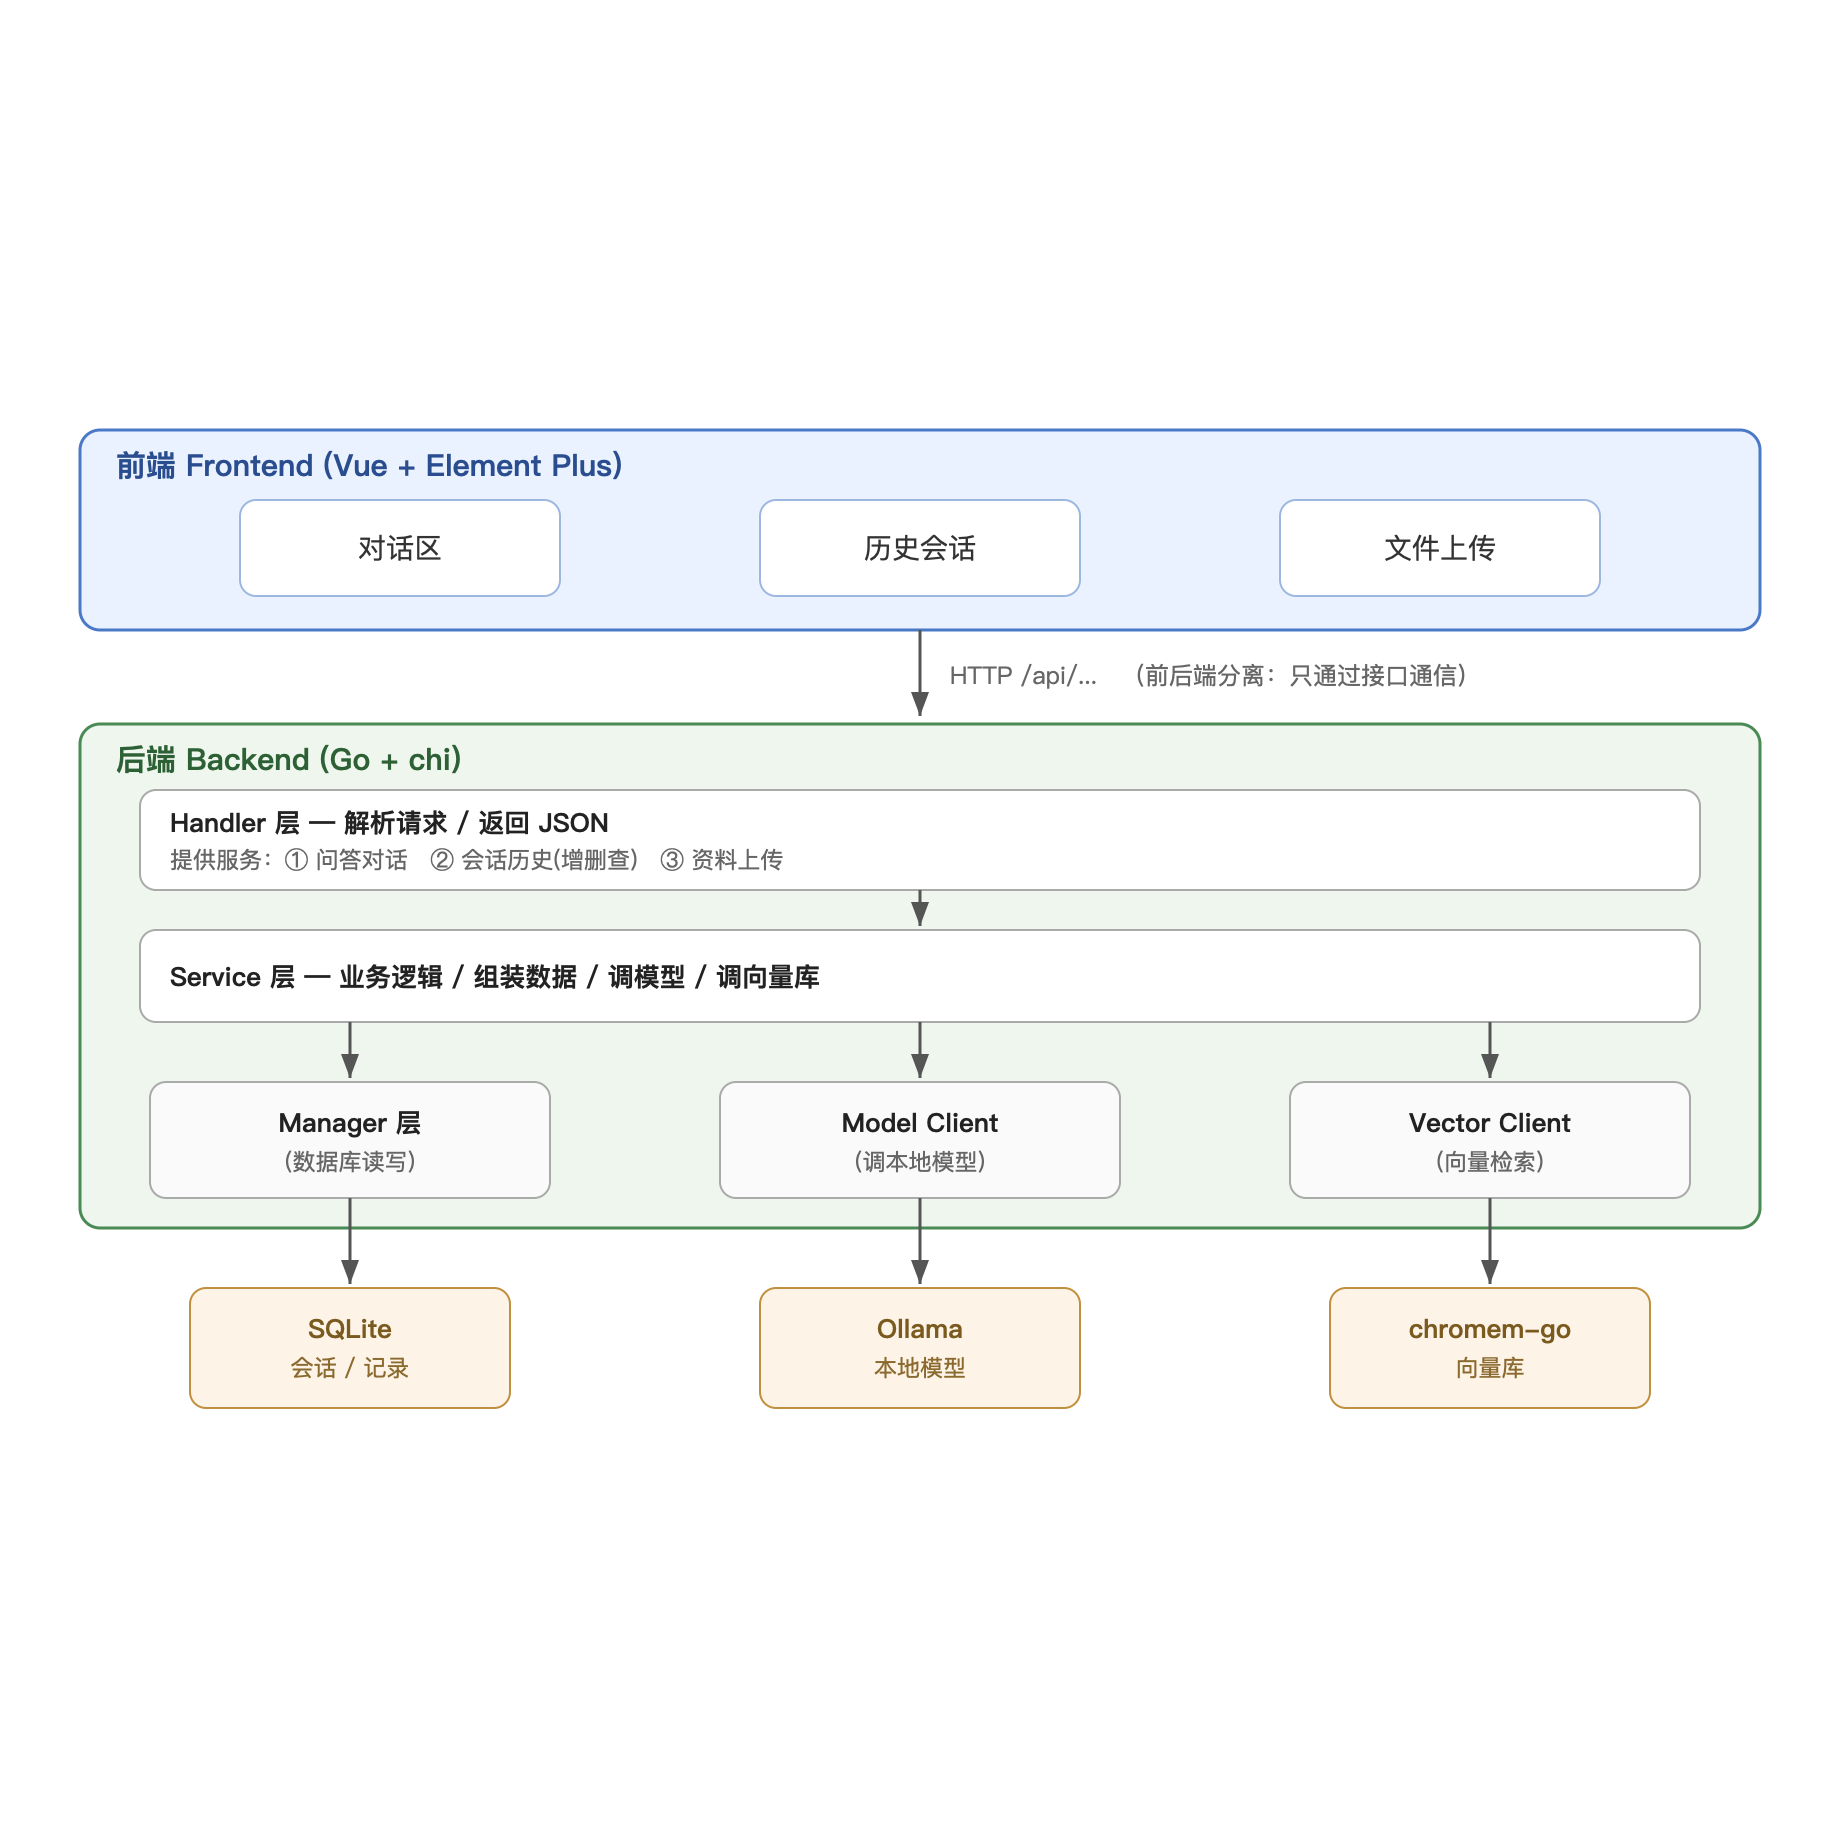 前端 Frontend (Vue + Element Plus)
对话区
历史会话
文件上传
HTTP /api/... (前后端分离：只通过接口通信)
后端 Backend (Go + chi)
Handler 层 — 解析请求 / 返回 JSON
提供服务：① 问答对话 ② 会话历史(增删查) ③ 资料上传
Service 层 — 业务逻辑 / 组装数据 / 调模型 / 调向量库
Manager 层
(数据库读写)
Model Client
(调本地模型)
Vector Client
(向量检索)
SQLite
会话 / 记录
Ollama
本地模型
chromem-go
向量库